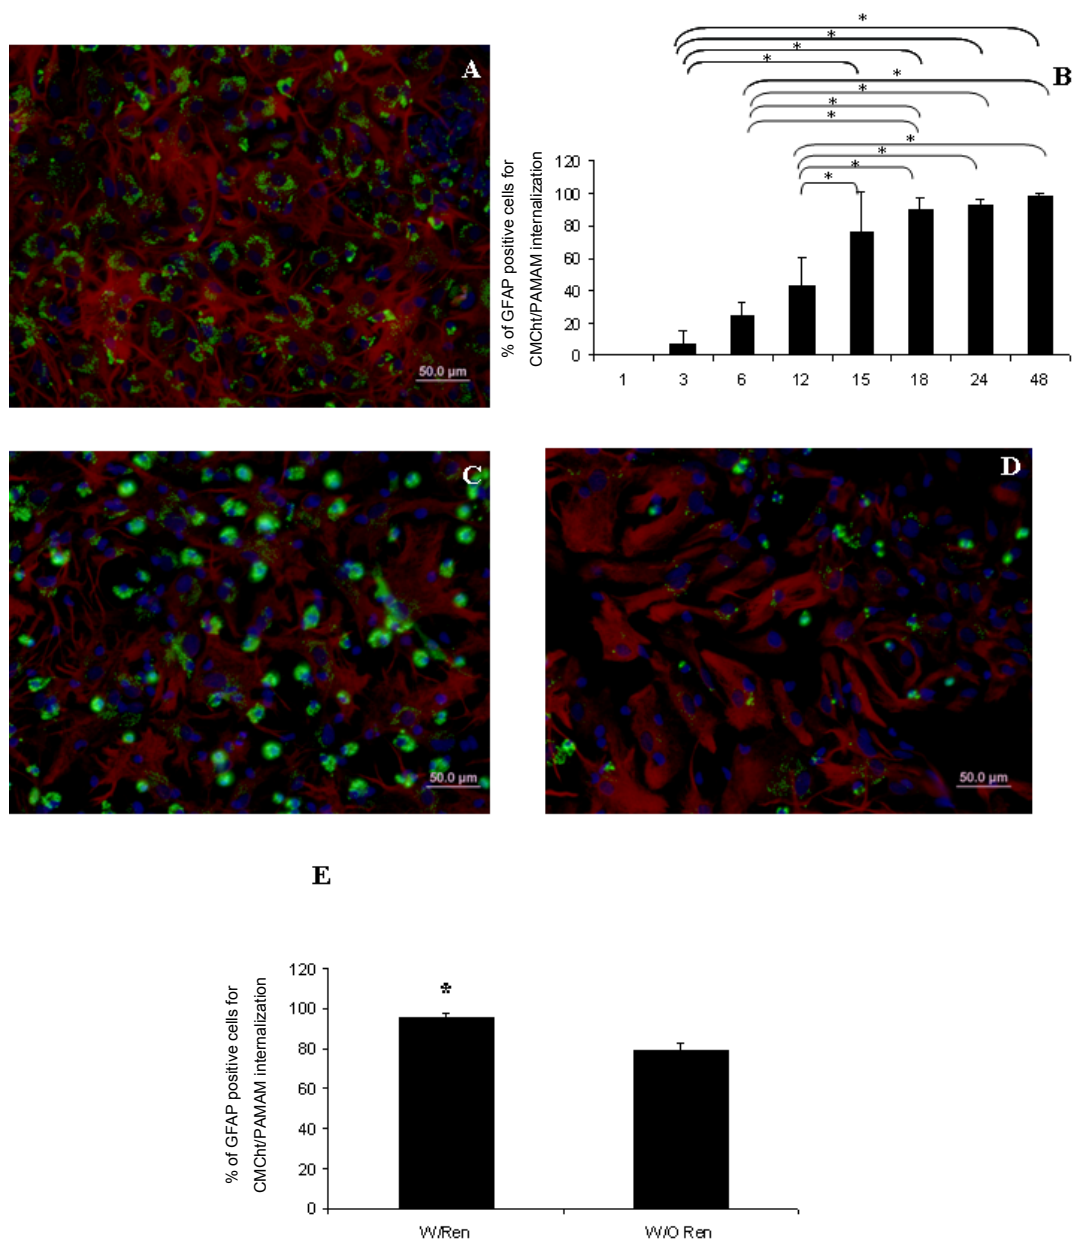 A
50.0 µm
B
* * * *
* * * *
* * * *
% of GFAP positive cells for
CMCht/PAMAM internalization
120
100
80
60
40
20
0
1 3 6 12 15 18 24 48
C
50.0 µm
D
50.0 µm
E
% of GFAP positive cells for
CMCht/PAMAM internalization
120
100
80
60
40
20
0
*
W/Ren W/O Ren